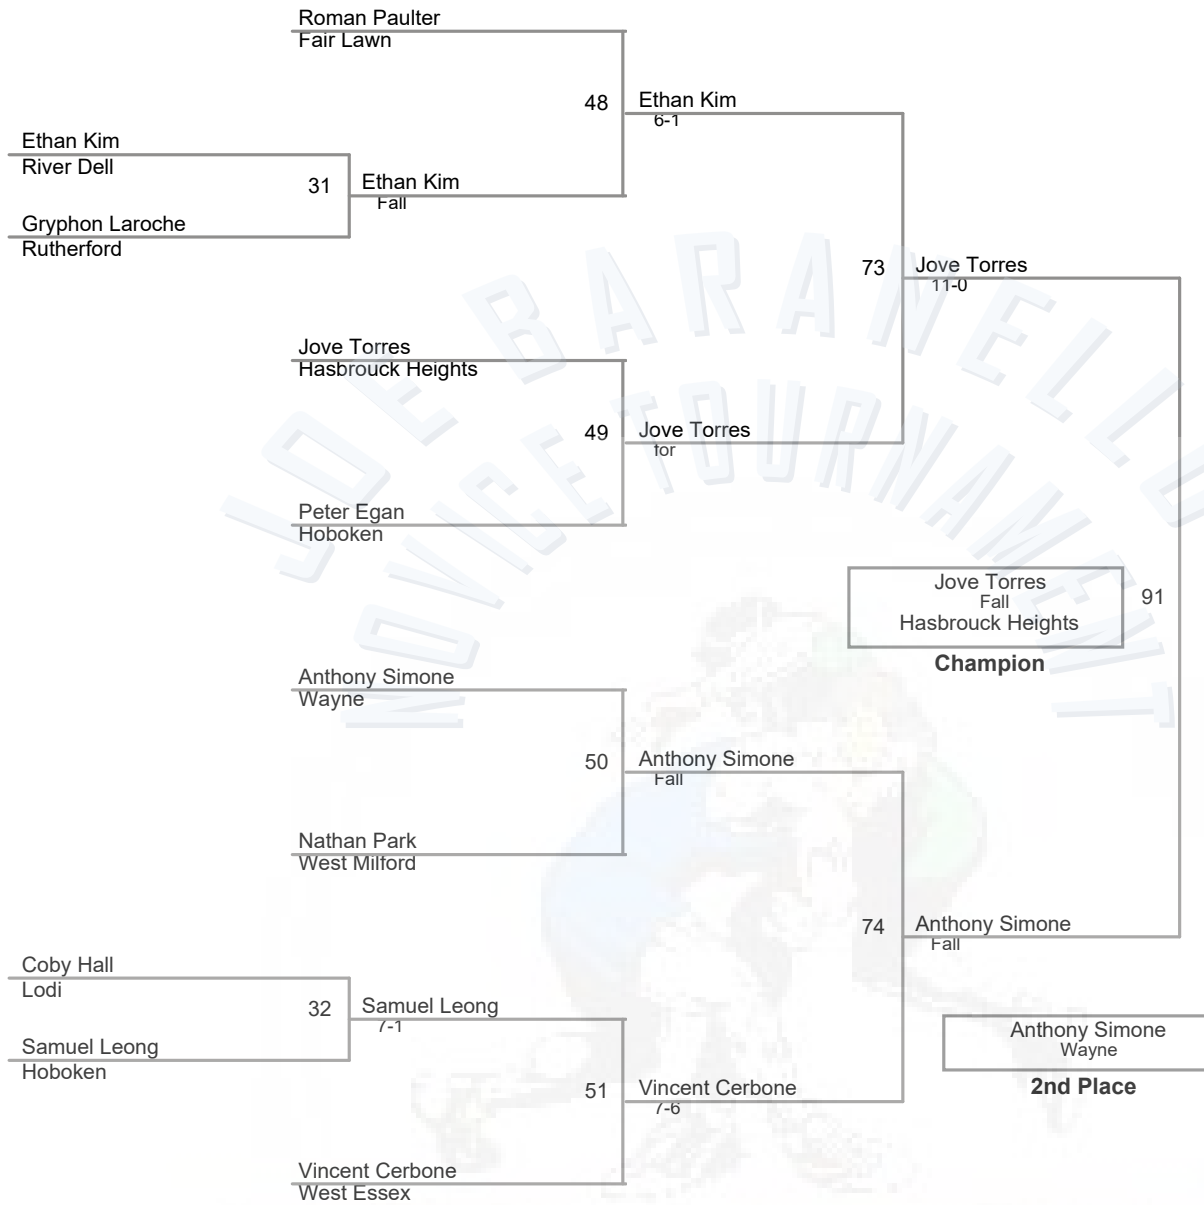 Roman Paulter
Fair Lawn
48
Ethan Kim
6-1
Ethan Kim
River Dell
31
Ethan Kim
Fall
Gryphon Laroche
Rutherford
73
Jove Torres
11-0
Jove Torres
Hasbrouck Heights
49
Jove Torres
for
Peter Egan
Hoboken
JOE BARANELLO
NOVICE TOURNAMENT
Jove Torres
Fall
Hasbrouck Heights
91
Champion
Anthony Simone
Wayne
50
Anthony Simone
Fall
Nathan Park
West Milford
74
Anthony Simone
Fall
Coby Hall
Lodi
32
Samuel Leong
7-1
Samuel Leong
Hoboken
Anthony Simone
Wayne
2nd Place
51
Vincent Cerbone
7-6
Vincent Cerbone
West Essex